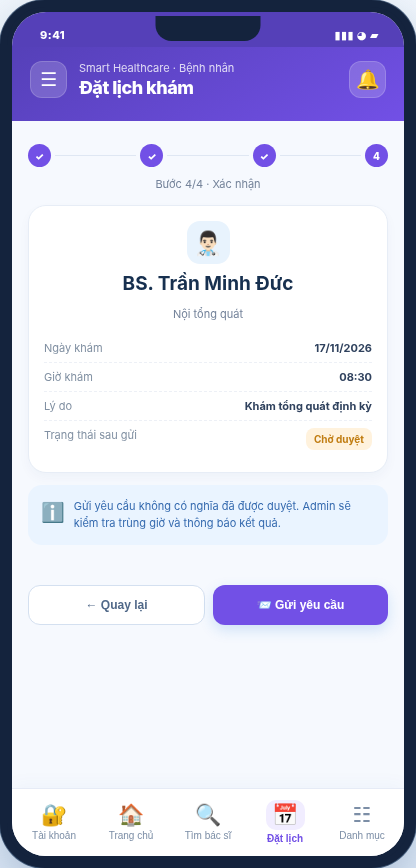 9:41
Smart Healthcare · Bệnh nhân
Đặt lịch khám
4
Bước 4/4 · Xác nhận
BS. Trần Minh Đức
Nội tổng quát
Ngày khám 17/11/2026
Giờ khám 08:30
Lý do Khám tổng quát định kỳ
Trạng thái sau gửi Chờ duyệt
Gửi yêu cầu không có nghĩa đã được duyệt. Admin sẽ
kiểm tra trùng giờ và thông báo kết quả.
← Quay lại
Gửi yêu cầu
Tài khoản Trang chủ Tìm bác sĩ Đặt lịch Danh mục